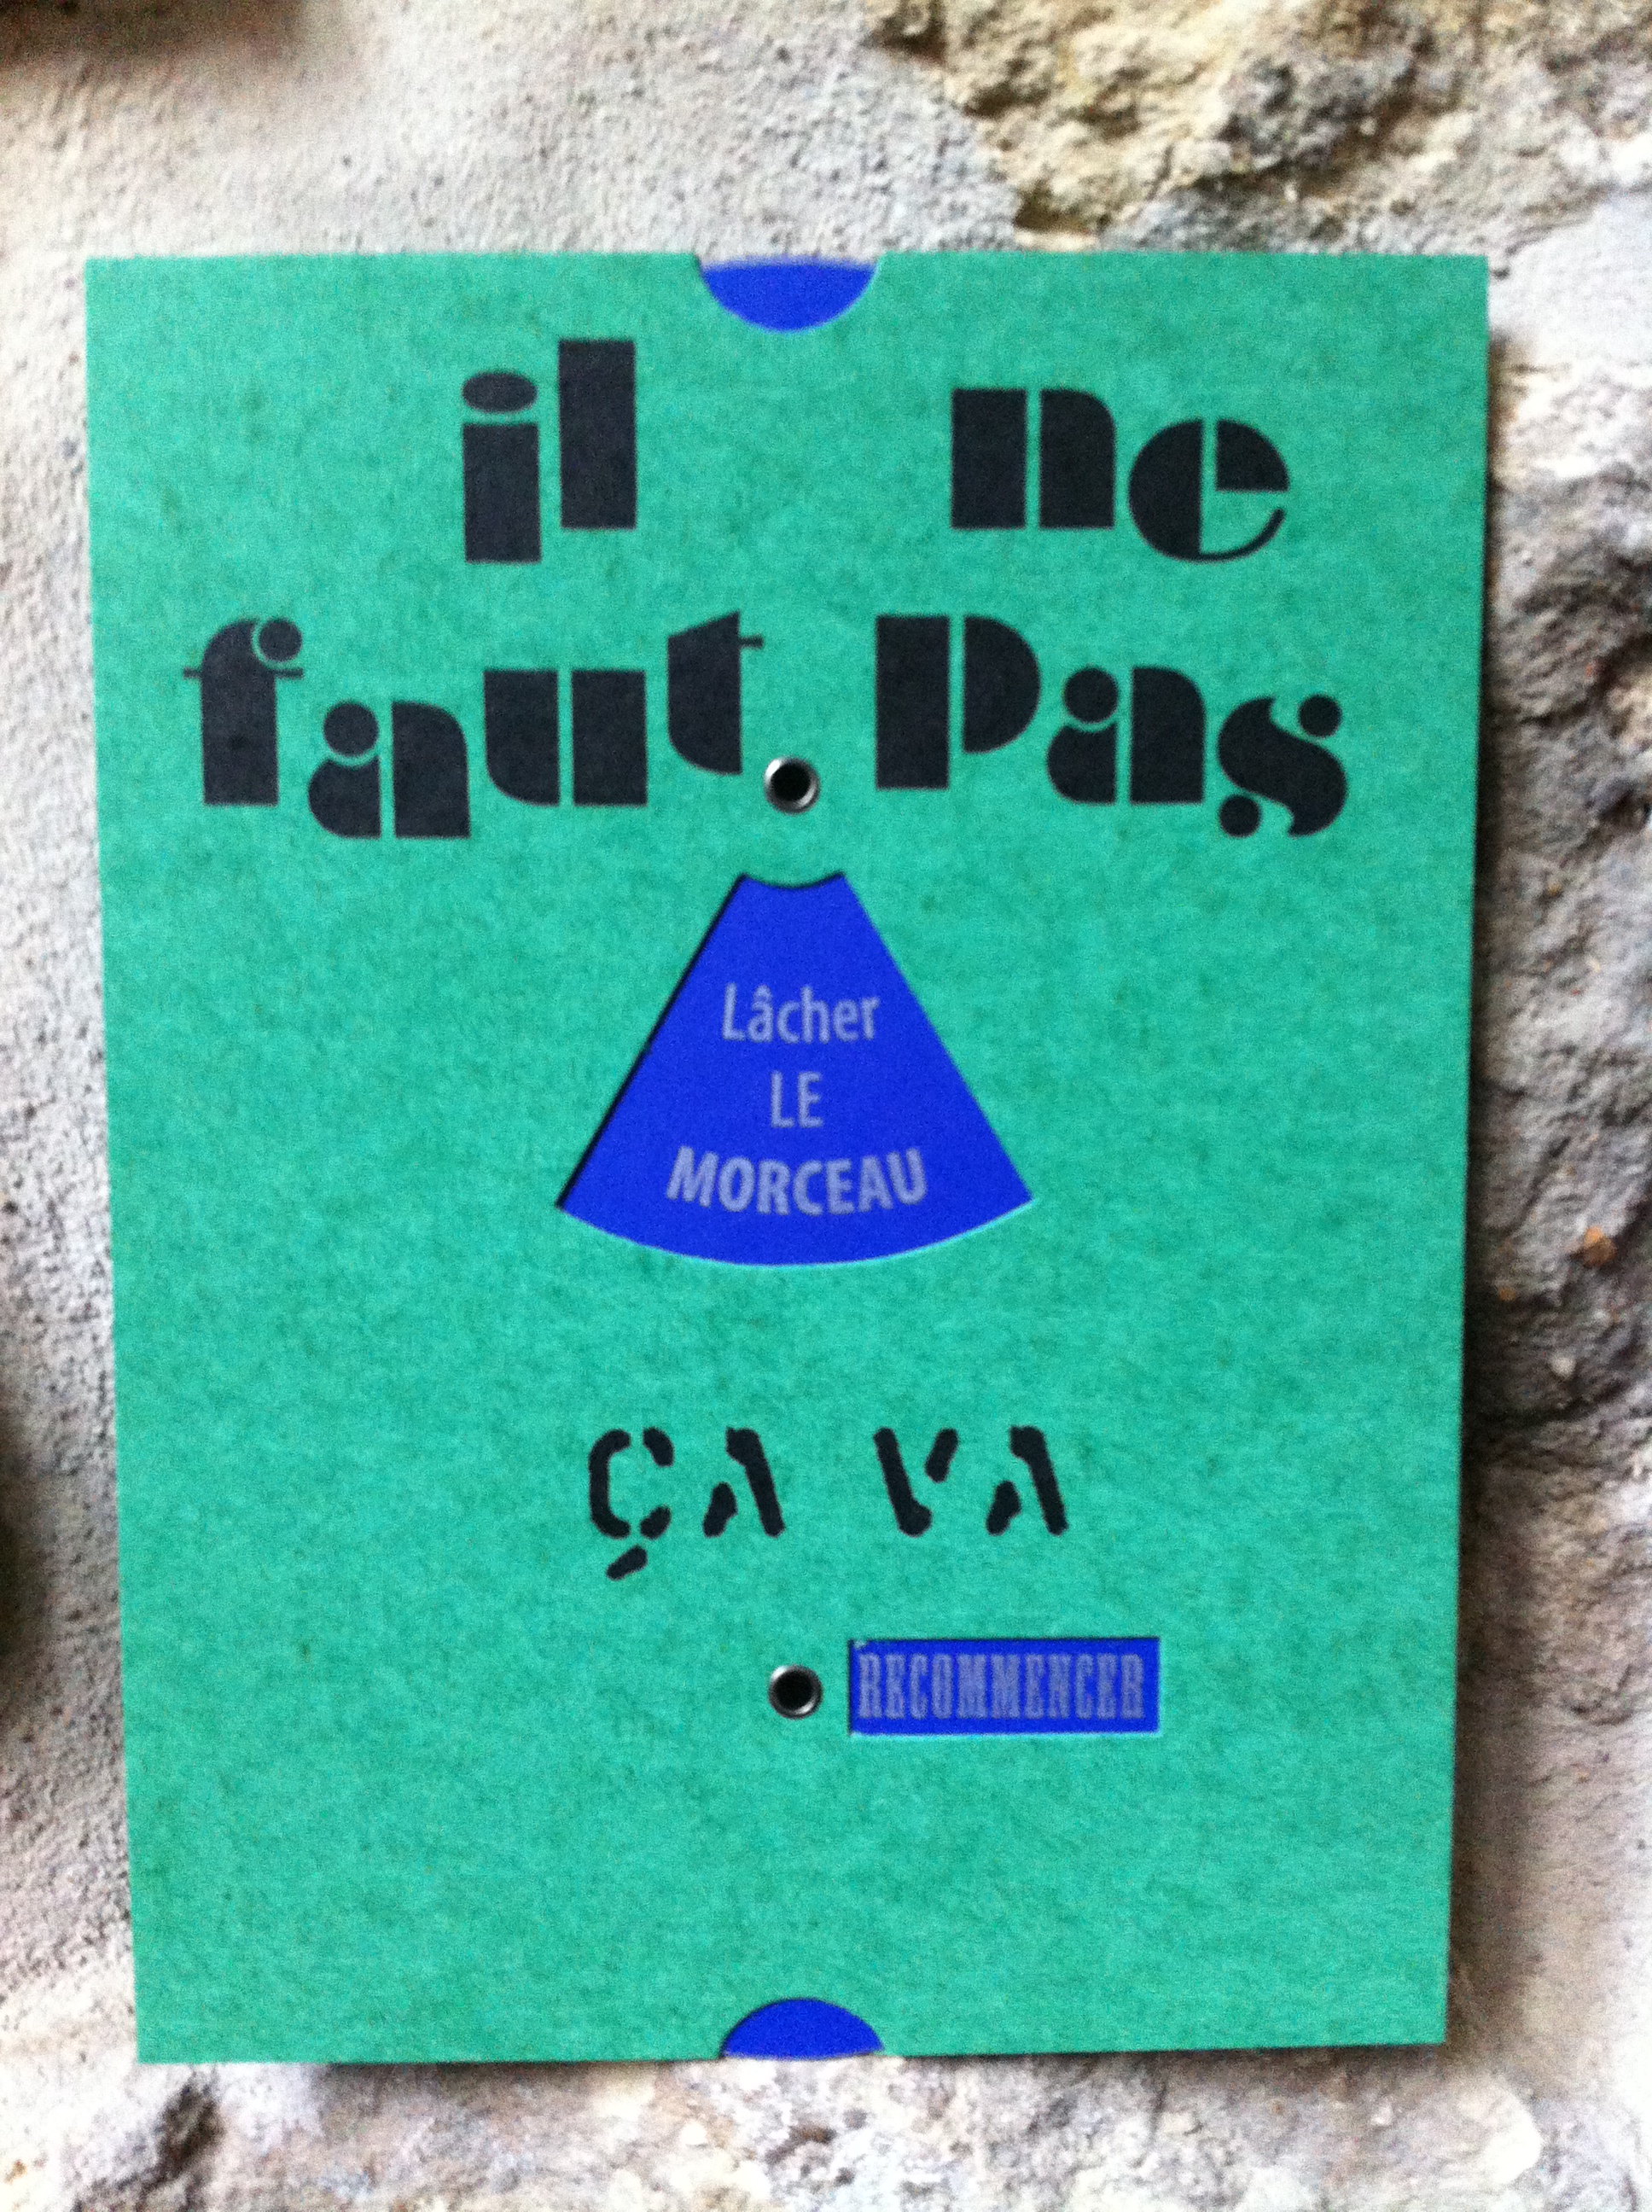 il ne
faut Pas
Lâcher
LE
MORCEAU
ÇA VA
RECOMMENCER